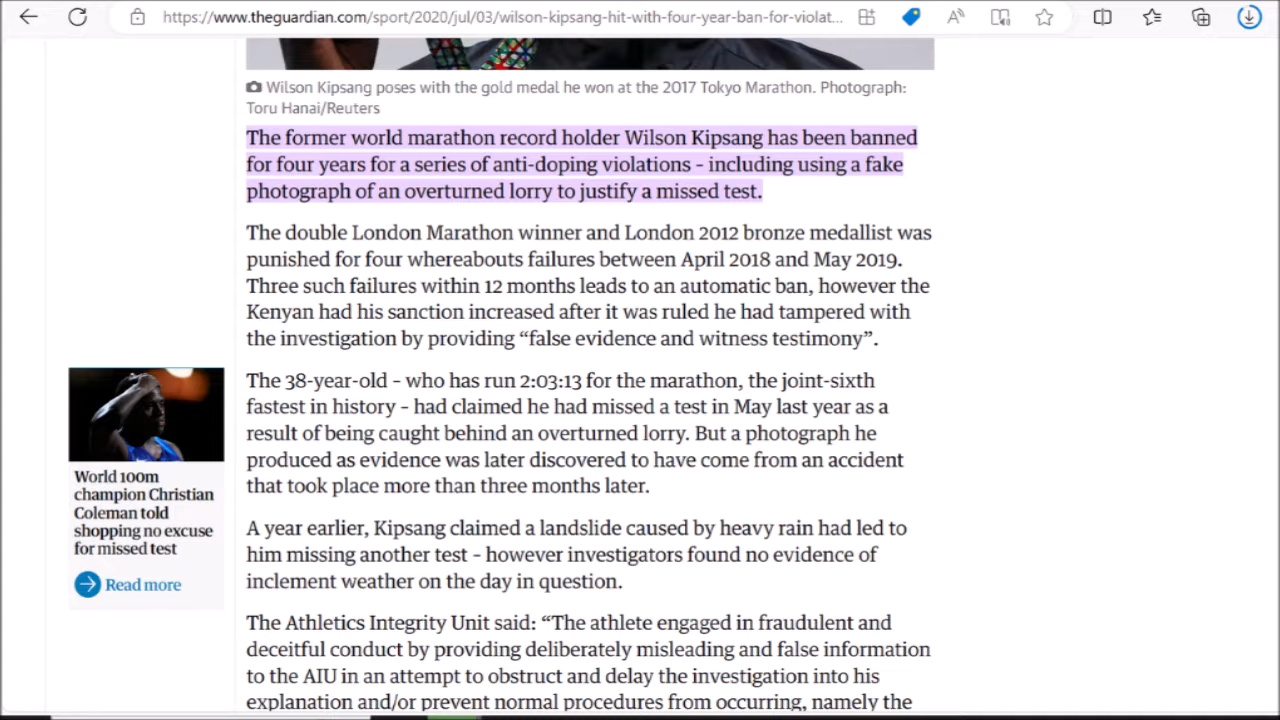 https://www.theguardian.com/sport/2020/jul/03/wilson-kipsang-hit-with-four-year-ban-for-violat...
Wilson Kipsang poses with the gold medal he won at the 2017 Tokyo Marathon. Photograph:
Toru Hanai/Reuters
The former world marathon record holder Wilson Kipsang has been banned
for four years for a series of anti-doping violations – including using a fake
photograph of an overturned lorry to justify a missed test.
The double London Marathon winner and London 2012 bronze medallist was
punished for four whereabouts failures between April 2018 and May 2019.
Three such failures within 12 months leads to an automatic ban, however the
Kenyan had his sanction increased after it was ruled he had tampered with
the investigation by providing “false evidence and witness testimony”.
The 38-year-old – who has run 2:03:13 for the marathon, the joint-sixth
fastest in history – had claimed he had missed a test in May last year as a
result of being caught behind an overturned lorry. But a photograph he
produced as evidence was later discovered to have come from an accident
that took place more than three months later.
World 100m
champion Christian
Coleman told
shopping no excuse
for missed test
Read more
A year earlier, Kipsang claimed a landslide caused by heavy rain had led to
him missing another test – however investigators found no evidence of
inclement weather on the day in question.
The Athletics Integrity Unit said: “The athlete engaged in fraudulent and
deceitful conduct by providing deliberately misleading and false information
to the AIU in an attempt to obstruct and delay the investigation into his
explanation and/or prevent normal procedures from occurring, namely the